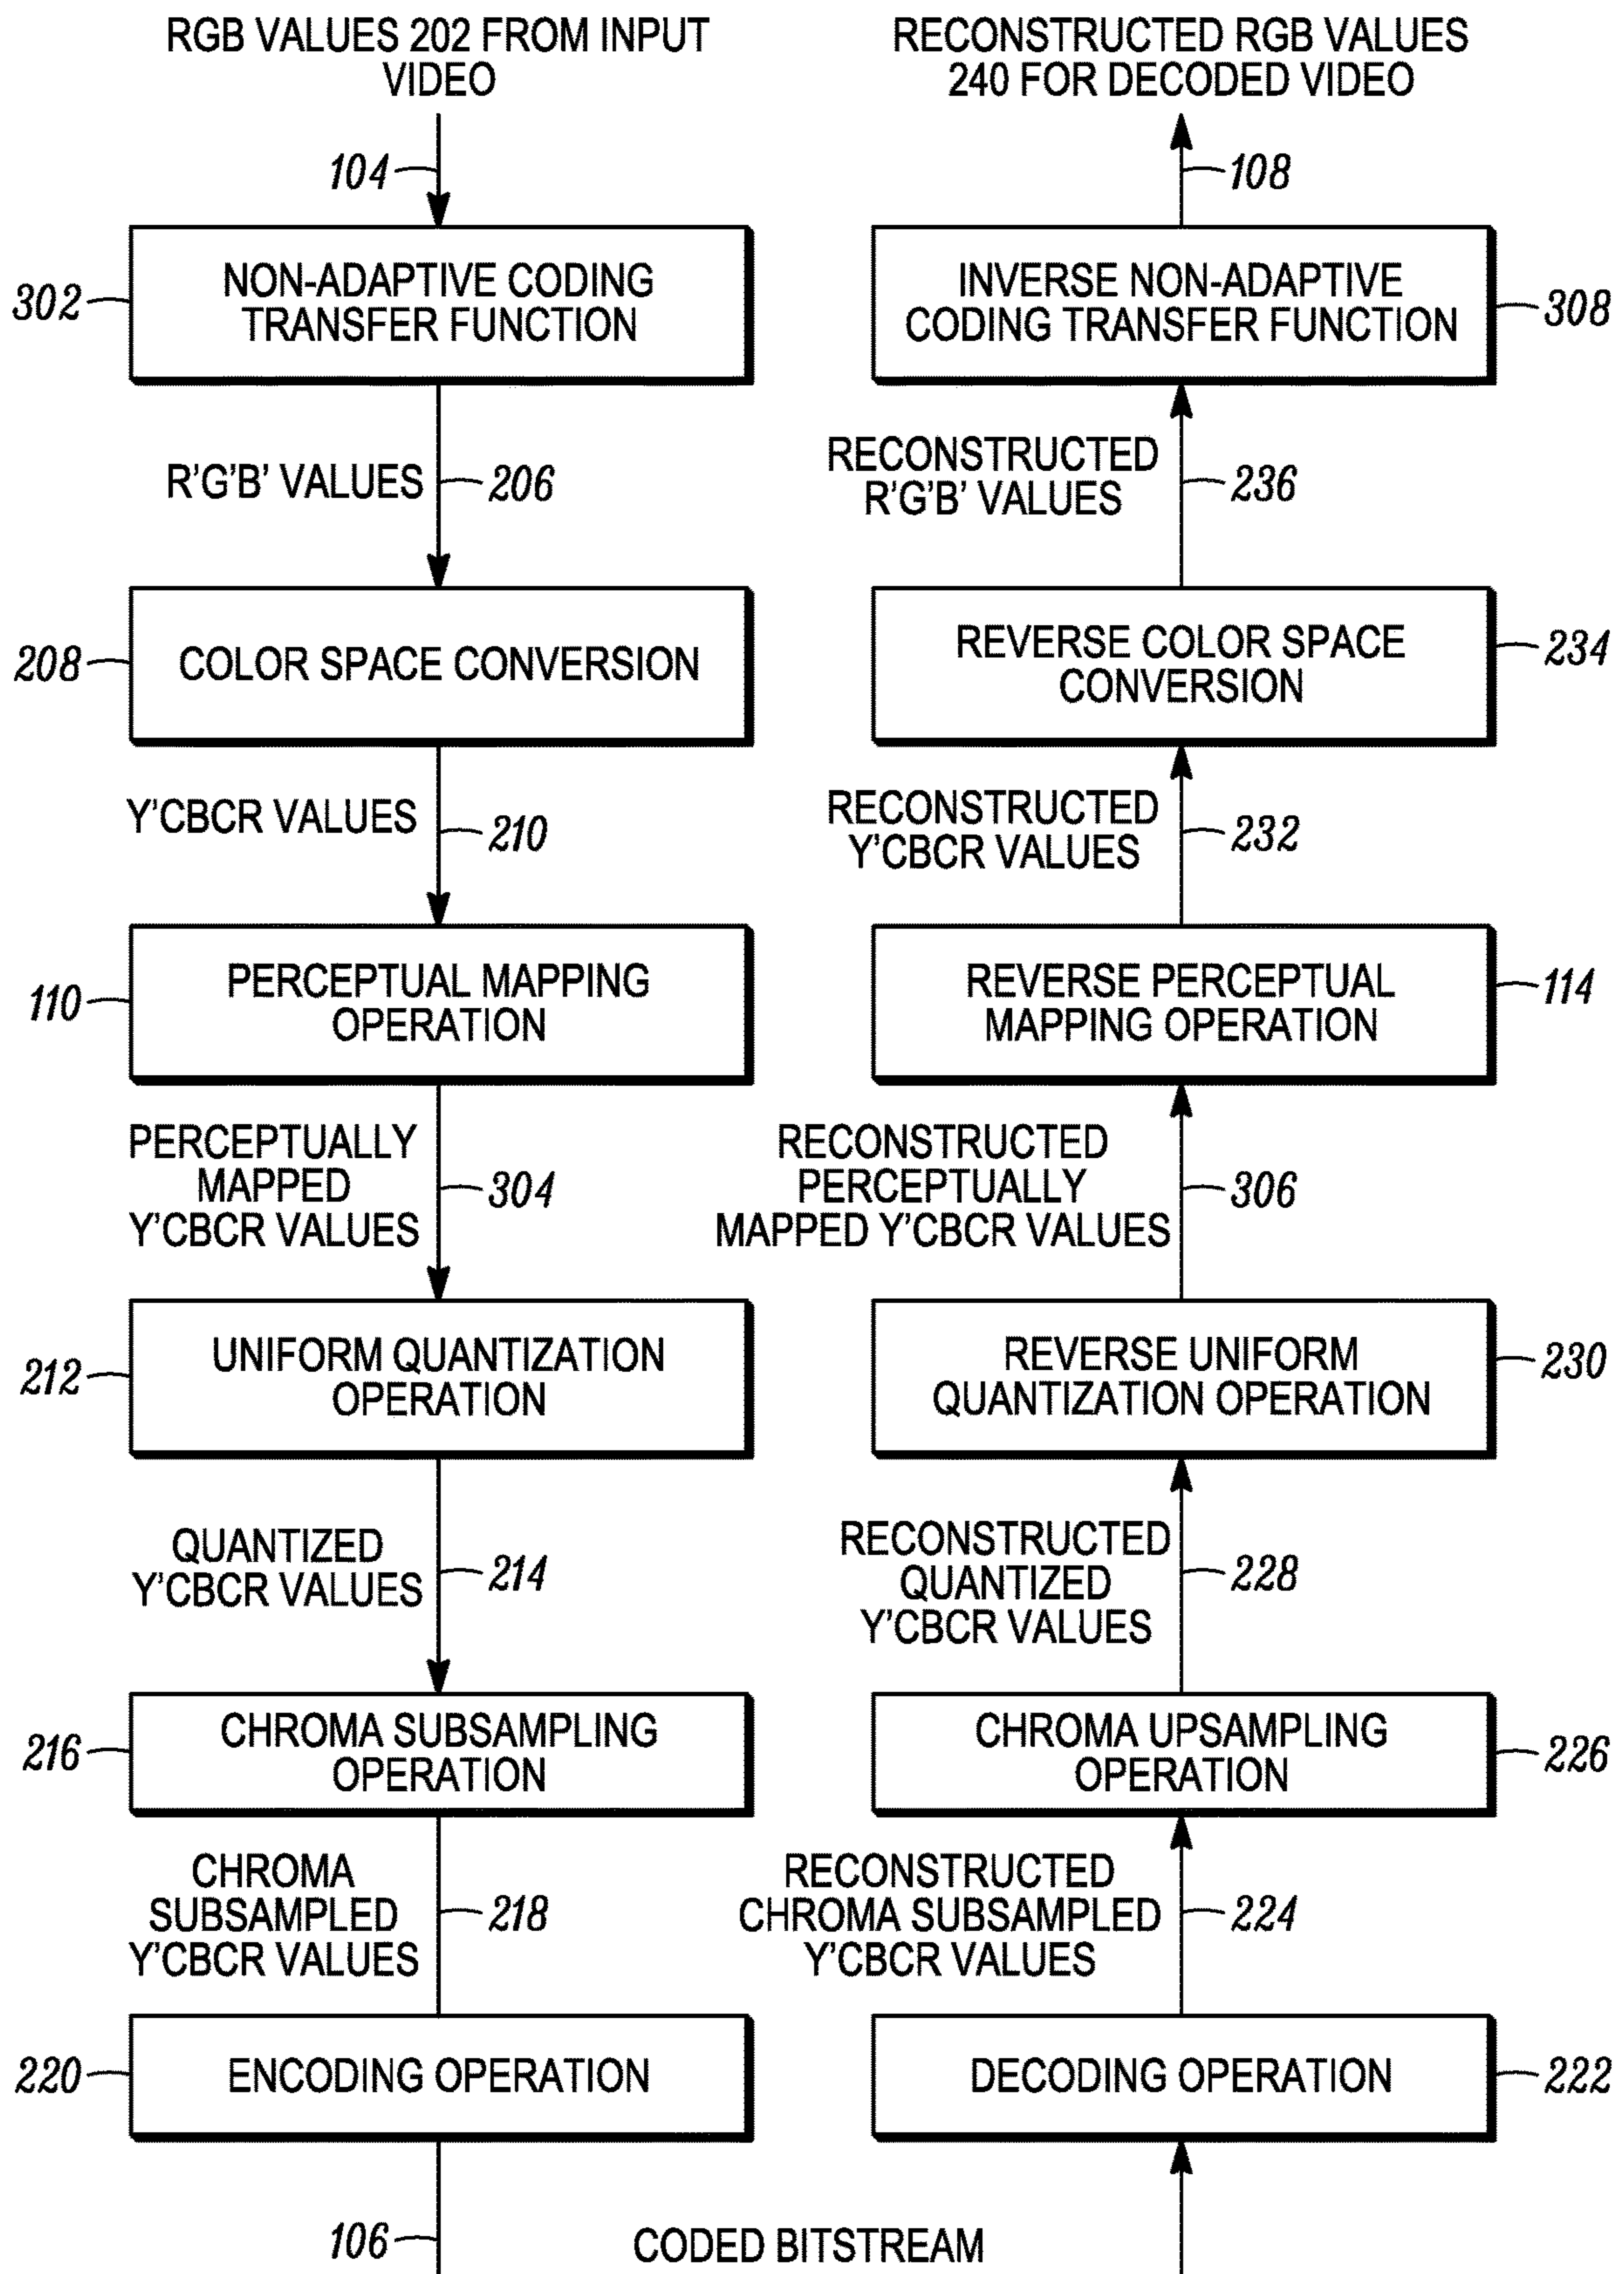 RGB VALUES 202 FROM INPUT
VIDEO
104
302
NON-ADAPTIVE CODING
TRANSFER FUNCTION
R'G'B' VALUES
206
208
COLOR SPACE CONVERSION
Y'CBCR VALUES
210
110
PERCEPTUAL MAPPING
OPERATION
PERCEPTUALLY
MAPPED
Y'CBCR VALUES
304
212
UNIFORM QUANTIZATION
OPERATION
QUANTIZED
Y'CBCR VALUES
214
216
CHROMA SUBSAMPLING
OPERATION
CHROMA
SUBSAMPLED
Y'CBCR VALUES
218
220
ENCODING OPERATION
106
CODED BITSTREAM
RECONSTRUCTED RGB VALUES
240 FOR DECODED VIDEO
108
INVERSE NON-ADAPTIVE
CODING TRANSFER FUNCTION
308
RECONSTRUCTED
R'G'B' VALUES
236
REVERSE COLOR SPACE
CONVERSION
234
RECONSTRUCTED
Y'CBCR VALUES
232
REVERSE PERCEPTUAL
MAPPING OPERATION
114
RECONSTRUCTED
PERCEPTUALLY
MAPPED Y'CBCR VALUES
306
REVERSE UNIFORM
QUANTIZATION OPERATION
230
RECONSTRUCTED
QUANTIZED
Y'CBCR VALUES
228
CHROMA UPSAMPLING
OPERATION
226
RECONSTRUCTED
CHROMA SUBSAMPLED
Y'CBCR VALUES
224
DECODING OPERATION
222